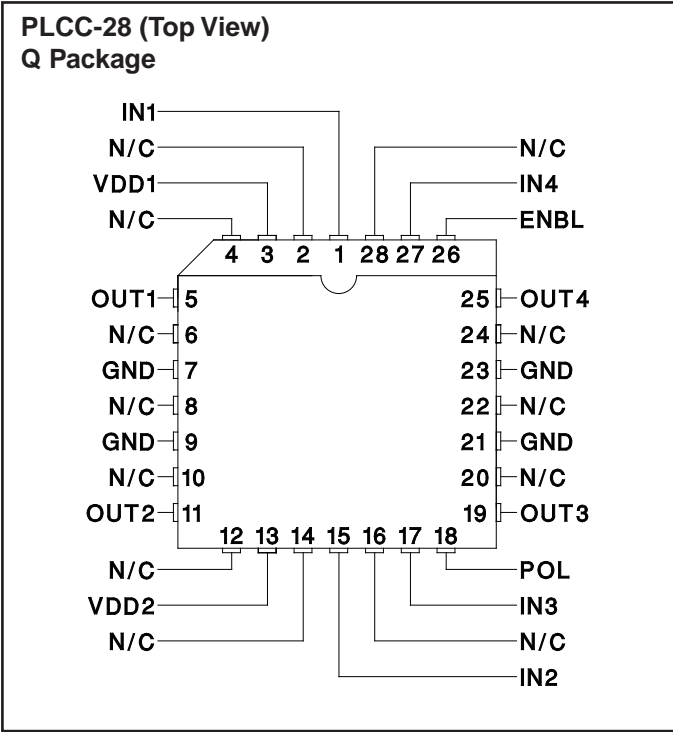 PLCC-28 (Top View)
Q Package
IN1
N/C N/C
VDD1 IN4
N/C ENBL
4 3 2 1 28 27 26
OUT1 5 25 OUT4
N/C 6 24 N/C
GND 7 23 GND
N/C 8 22 N/C
GND 9 21 GND
N/C 10 20 N/C
OUT2 11 19 OUT3
12 13 14 15 16 17 18
N/C POL
VDD2 IN3
N/C N/C
IN2